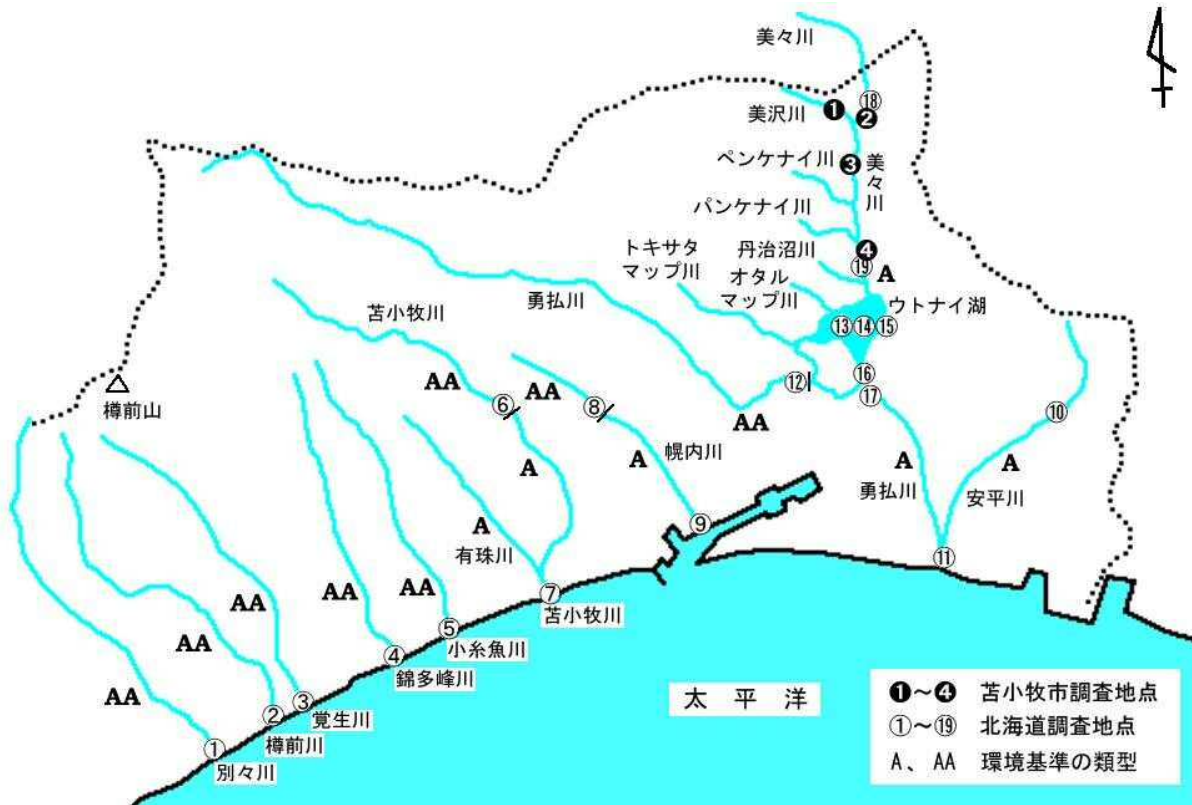 美々川
美沢川
❶
⑱
❷
ペンケナイ川
❸
美々川
パンケナイ川
トキサタ
マップ川
丹治沼川
❹
⑲
A
オタル
マップ川
ウトナイ湖
⑬
⑭
⑮
勇払川
苫小牧川
樽前山
AA
⑥
AA
⑧
⑫
⑯
⑰
⑩
AA
A
A
幌内川
A
勇払川
A
安平川
A
有珠川
⑨
⑪
AA
AA
AA
⑦
苫小牧川
AA
⑤
小糸魚川
④
錦多峰川
AA
③
覚生川
②
樽前川
①
別々川
太平洋
❶～❹ 苫小牧市調査地点
①～⑲ 北海道調査地点
A、AA 環境基準の類型